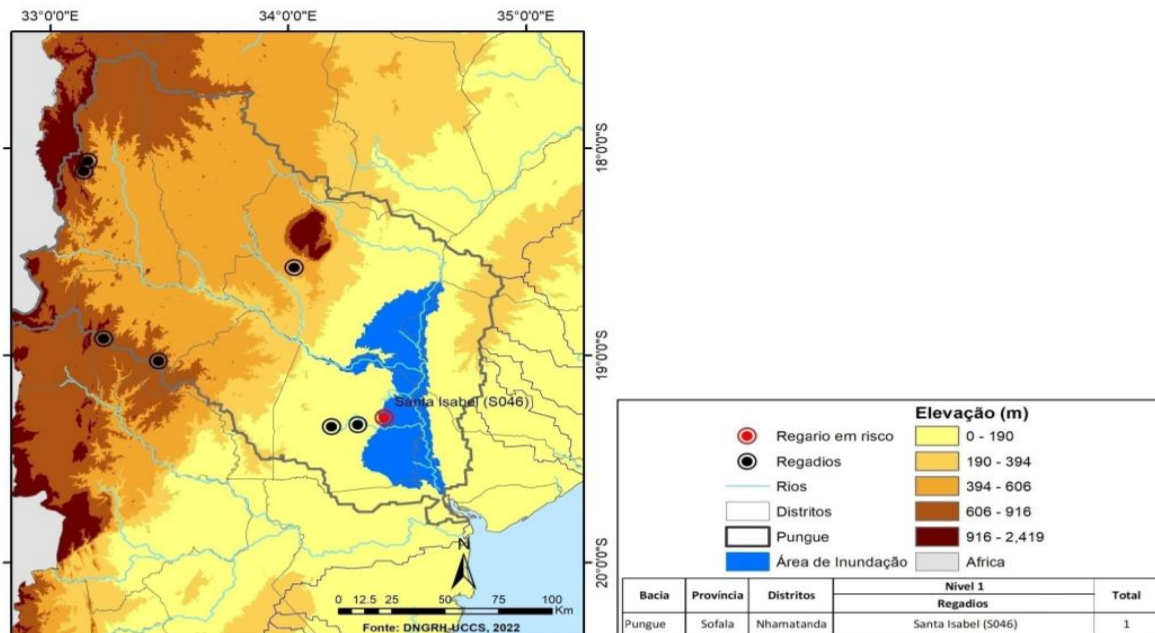 33°0'0"E 34°0'0"E 35°0'0"E
18°0'0"S
19°0'0"S
20°0'0"S
Santa Isabel (S046)
N
0 12.5 25 50 75 100
Km
Fonte: DNGRH-UCCS, 2022
Regario em risco
Regadios
Rios
Distritos
Pungue
Área de Inundação
Elevação (m)
0 - 190
190 - 394
394 - 606
606 - 916
916 - 2,419
Africa
Bacia Província Distritos Nivel 1 Total
Regadios
Pungue Sofala Nhamatanda Santa Isabel (S046) 1